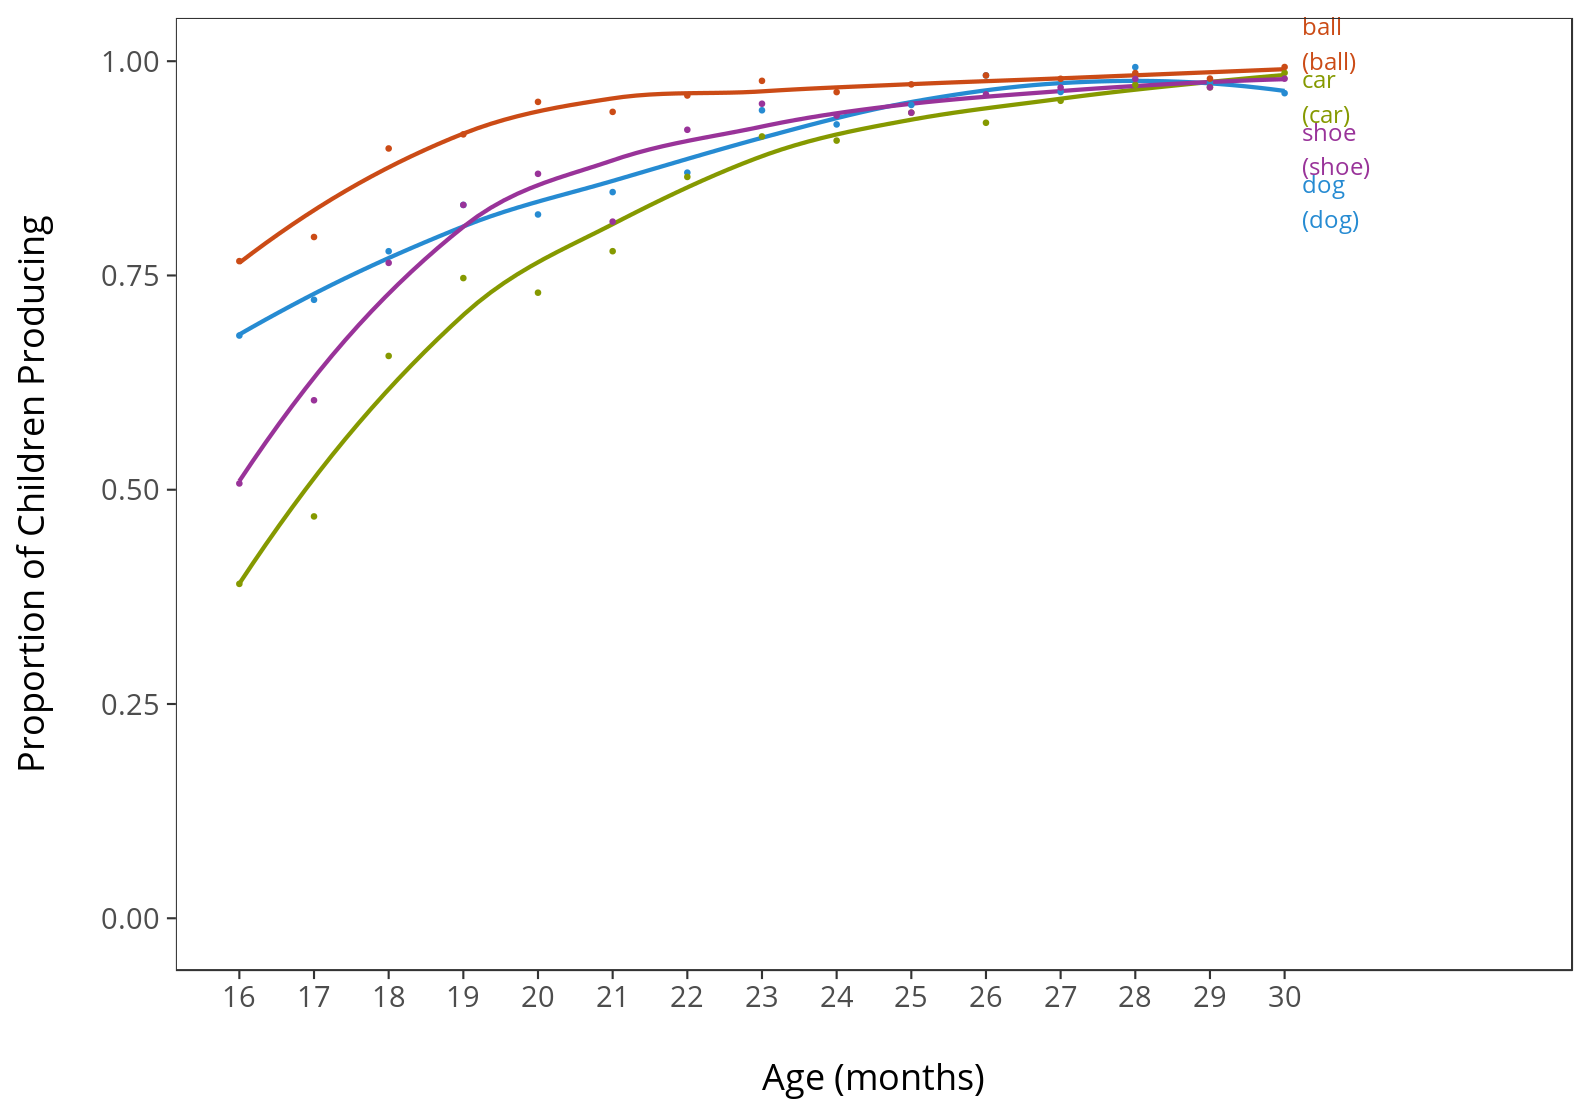 ball
(ball)
car
(car)
shoe
(shoe)
dog
(dog)
1.00
0.75
0.50
0.25
0.00
Proportion of Children Producing
16 17 18 19 20 21 22 23 24 25 26 27 28 29 30
Age (months)